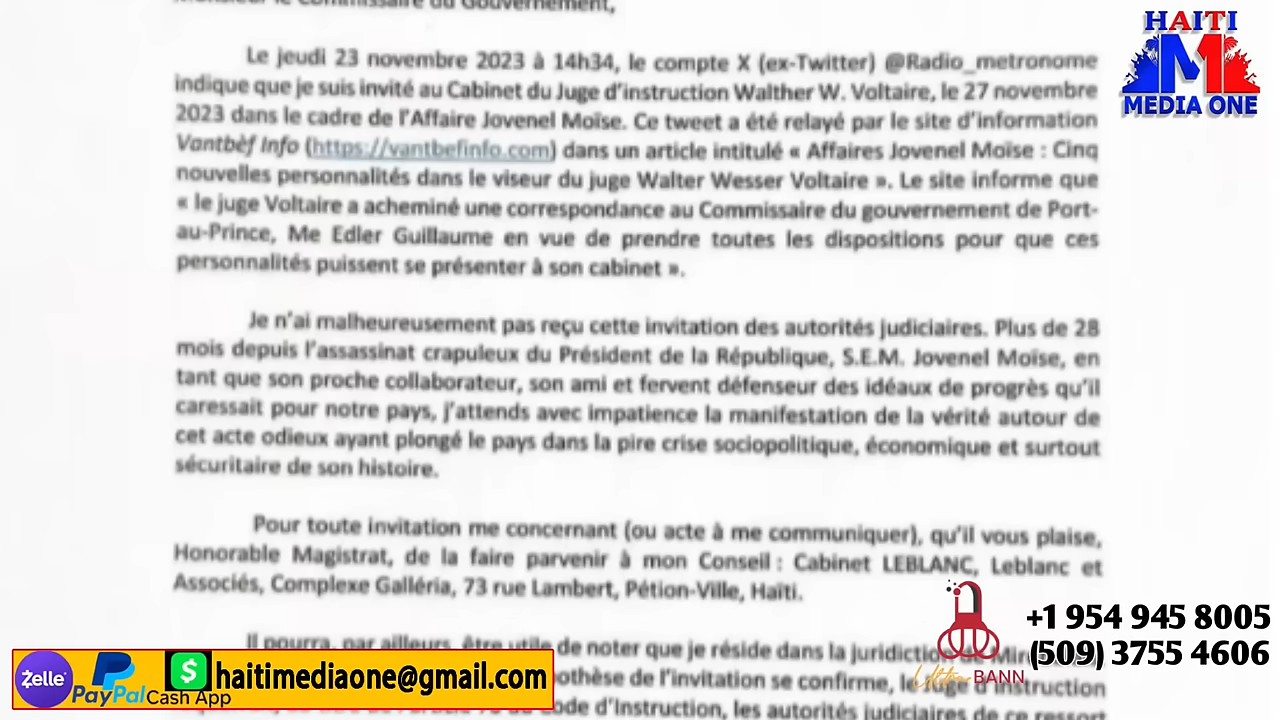 Monsieur le Commissaire du Gouvernement,
Le jeudi 23 novembre 2023 à 14h34, le compte X (ex-Twitter) @Radio_metronome
indique que je suis invité au Cabinet du Juge d'instruction Walther W. Voltaire, le 27 novembre
2023 dans le cadre de l'Affaire Jovenel Moïse. Ce tweet a été relayé par le site d'information
Vantbèf Info (https://vantbefinfo.com) dans un article intitulé « Affaires Jovenel Moïse : Cinq
nouvelles personnalités dans le viseur du juge Walter Wesser Voltaire ». Le site informe que
« le juge Voltaire a acheminé une correspondance au Commissaire du gouvernement de Port-
au-Prince, Me Edler Guillaume en vue de prendre toutes les dispositions pour que ces
personnalités puissent se présenter à son cabinet ».
Je n'ai malheureusement pas reçu cette invitation des autorités judiciaires. Plus de 28
mois depuis l'assassinat crapuleux du Président de la République, S.E.M. Jovenel Moïse, en
tant que son proche collaborateur, son ami et fervent défenseur des idéaux de progrès qu'il
caressait pour notre pays, j'attends avec impatience la manifestation de la vérité autour de
cet acte odieux ayant plongé le pays dans la pire crise sociopolitique, économique et surtout
sécuritaire de son histoire.
Pour toute invitation me concernant (ou acte à me communiquer), qu'il vous plaise,
Honorable Magistrat, de la faire parvenir à mon Conseil : Cabinet LEBLANC, Leblanc et
Associés, Complexe Galléria, 73 rue Lambert, Pétion-Ville, Haïti.
Il pourra, par ailleurs, être utile de noter que je réside dans la juridiction de
de l'invitation se confirme, le Juge d'instruction
Code d'Instruction, les autorités judiciaires de ce ressort
HAITI
M
MEDIA ONE
+1 954 945 8005
(509) 3755 4606
BANN
Zelle
PayPal
$
Cash App
haitimediaone@gmail.com